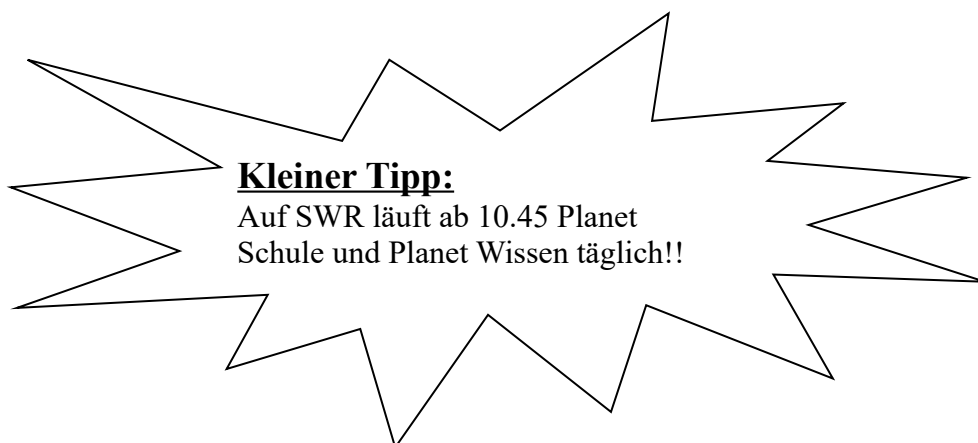 Kleiner Tipp:
Auf SWR läuft ab 10.45 Planet
Schule und Planet Wissen täglich!!